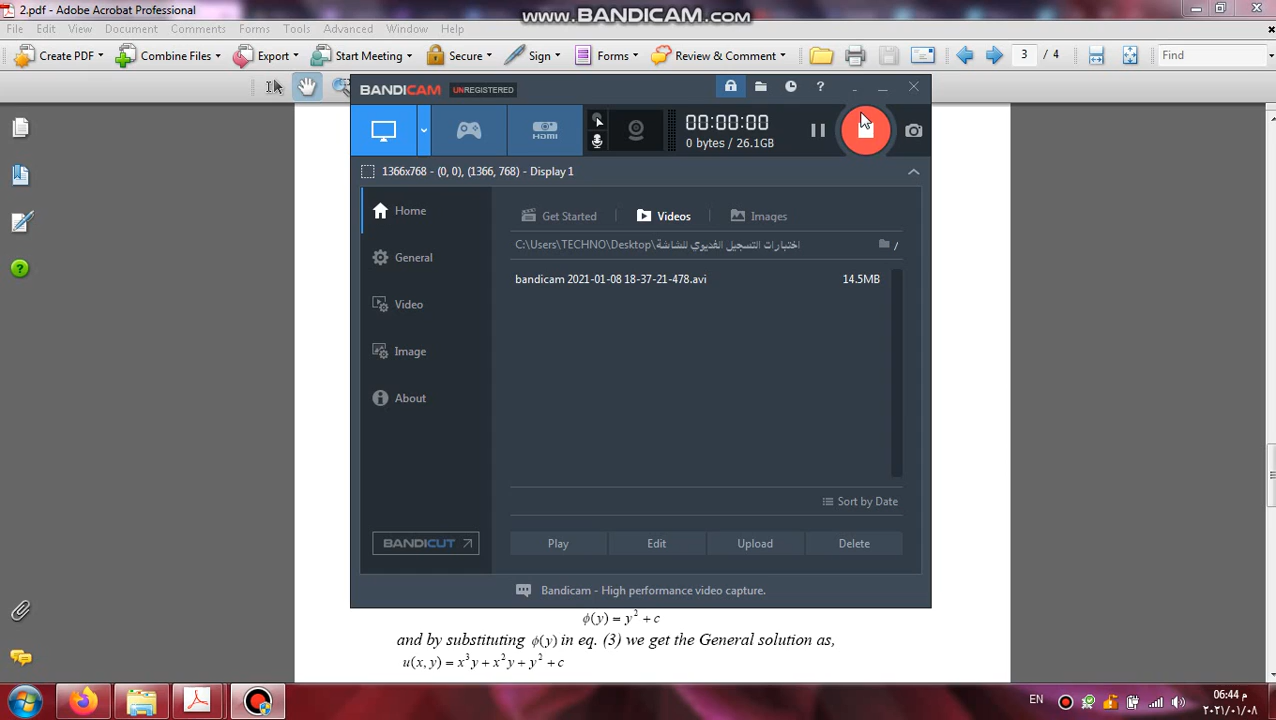 2.pdf - Adobe Acrobat Professional
www.BANDICAM.com
File Edit View Document Comments Forms Tools Advanced Window Help
Create PDF Combine Files Export Start Meeting Secure Sign Forms Review & Comment 3 / 4 Find
BANDICAM UNREGISTERED ?
HDMI
00:00:00
0 bytes / 26.1GB
1366x768 - (0, 0), (1366, 768) - Display 1
Home
General
Video
Image
About
BANDICUT
Get Started Videos Images
C:\Users\TECHNO\Desktop\اختبارات التسجيل الفديوي للشاشة
/
bandicam 2021-01-08 18-37-21-478.avi 14.5MB
Sort by Date
Play Edit Upload Delete
Bandicam - High performance video capture.
ϕ(y) = y² + c
and by substituting ϕ(y) in eq. (3) we get the General solution as,
u(x, y) = x³y + x²y + y² + c
EN
06:44 م
٢٠٢١/٠١/٠٨